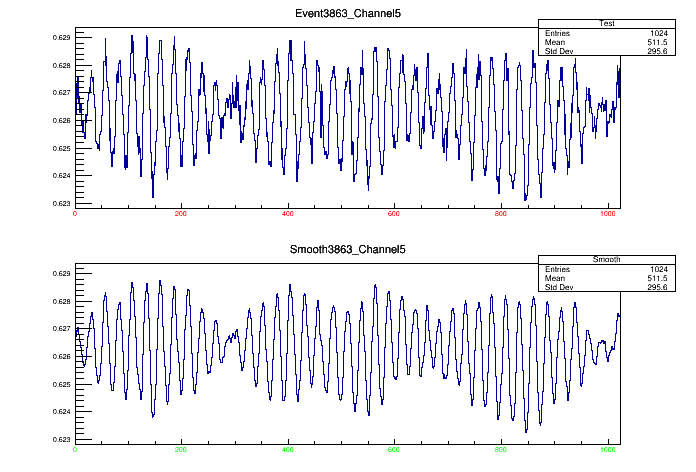 Event3863_Channel5
Test
Entries 1024
Mean 511.5
Std Dev 295.6
0.629
0.628
0.627
0.626
0.625
0.624
0.623
0 200 400 600 800 1000
Smooth3863_Channel5
Smooth
Entries 1024
Mean 511.5
Std Dev 295.6
0.629
0.628
0.627
0.626
0.625
0.624
0.623
0 200 400 600 800 1000